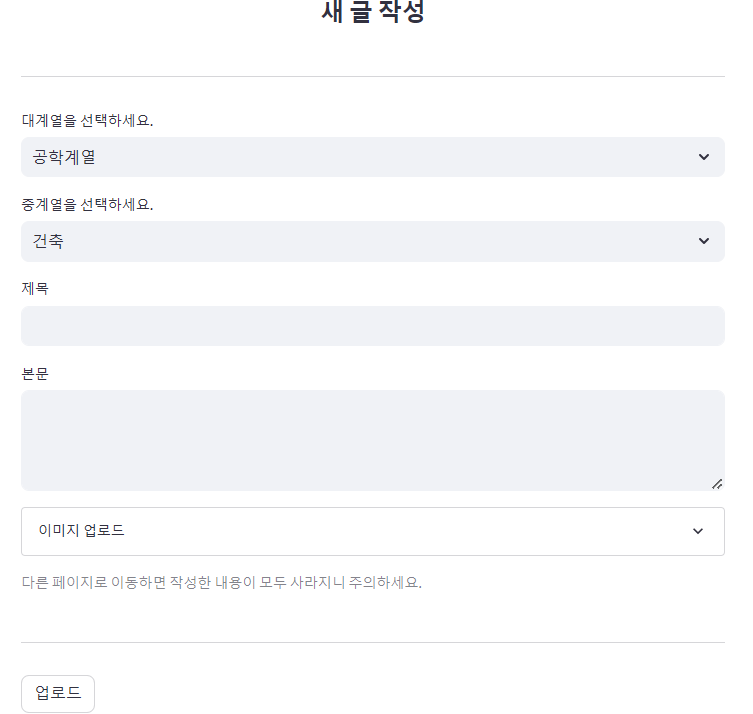 새 글 작성
대계열을 선택하세요.
공학계열
중계열을 선택하세요.
건축
제목
본문
이미지 업로드
다른 페이지로 이동하면 작성한 내용이 모두 사라지니 주의하세요.
업로드